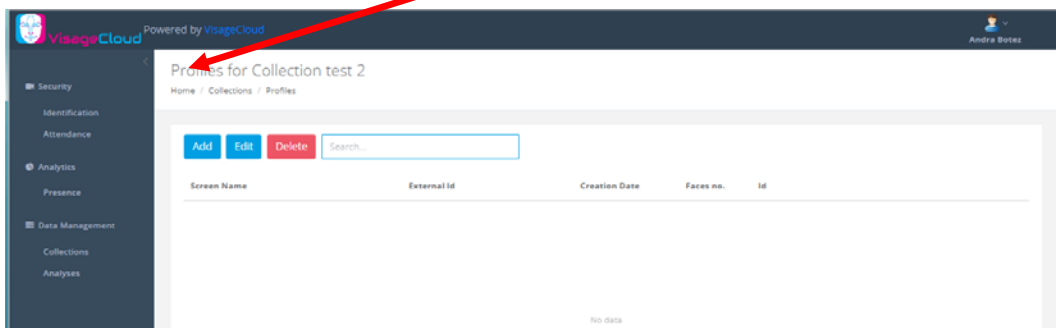 VisageCloud Powered by VisageCloud
Andra Botez
Profiles for Collection test 2
Home / Collections / Profiles
Security
Identification
Attendance
Analytics
Presence
Data Management
Collections
Analyses
Add Edit Delete Search...
Screen Name External Id Creation Date Faces no. Id
No data